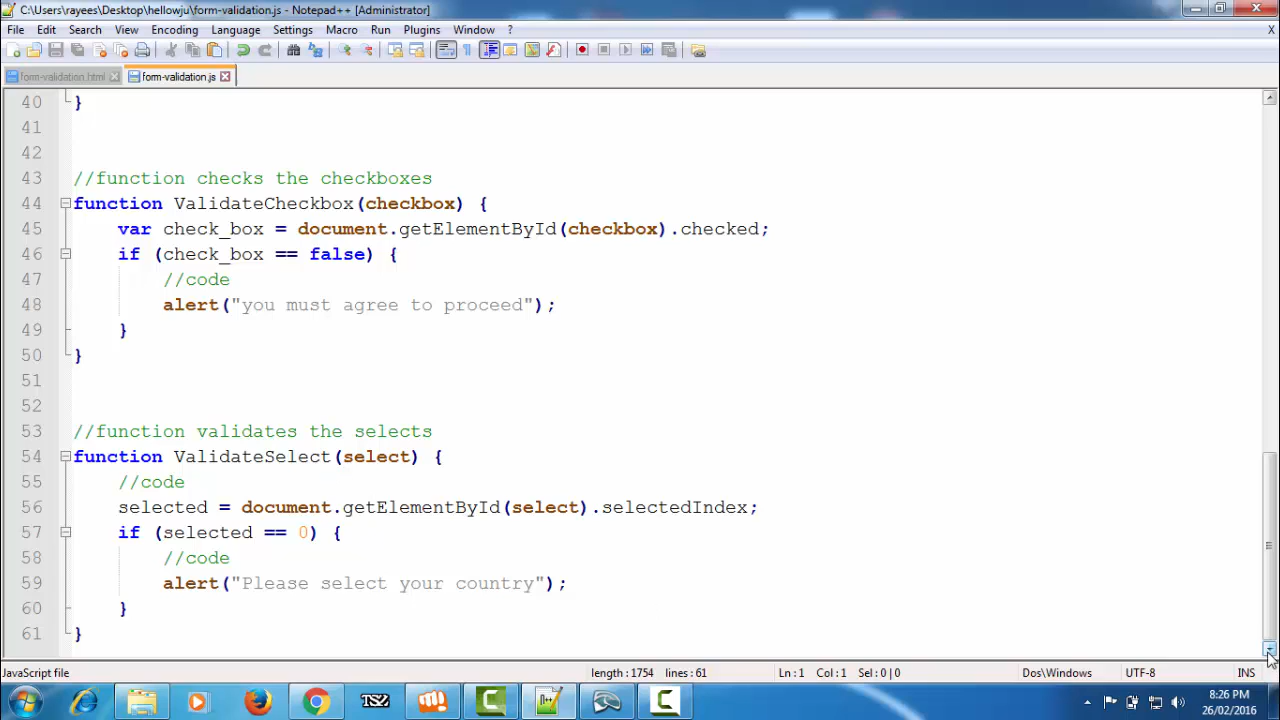 C:\Users\rayees\Desktop\hellowju\form-validation.js - Notepad++ [Administrator]
File Edit Search View Encoding Language Settings Macro Run Plugins Window ? X
form-validation.html form-validation.js
40 }
41
42
43 //function checks the checkboxes
44 function ValidateCheckbox(checkbox) {
45 var check_box = document.getElementById(checkbox).checked;
46 if (check_box == false) {
47 //code
48 alert("you must agree to proceed");
49 }
50 }
51
52
53 //function validates the selects
54 function ValidateSelect(select) {
55 //code
56 selected = document.getElementById(select).selectedIndex;
57 if (selected == 0) {
58 //code
59 alert("Please select your country");
60 }
61 }
JavaScript file length : 1754 lines : 61 Ln : 1 Col : 1 Sel : 0 | 0 Dos\Windows UTF-8 INS
TS2
8:26 PM
26/02/2016